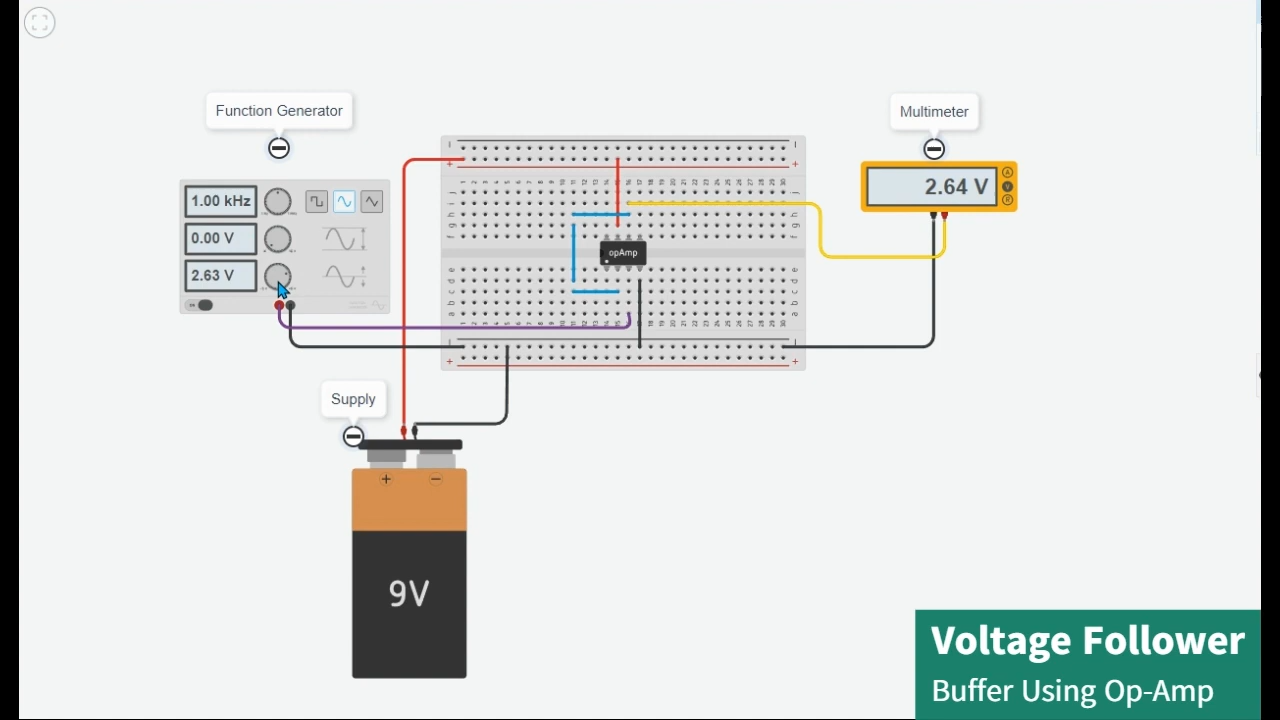 Function Generator
Multimeter
1.00 kHz
0.00 V
2.63 V
2.64 V
A
V
R
opAmp
j
i
h
g
f
e
d
c
b
a
Supply
+ −
9V
Voltage Follower
Buffer Using Op-Amp